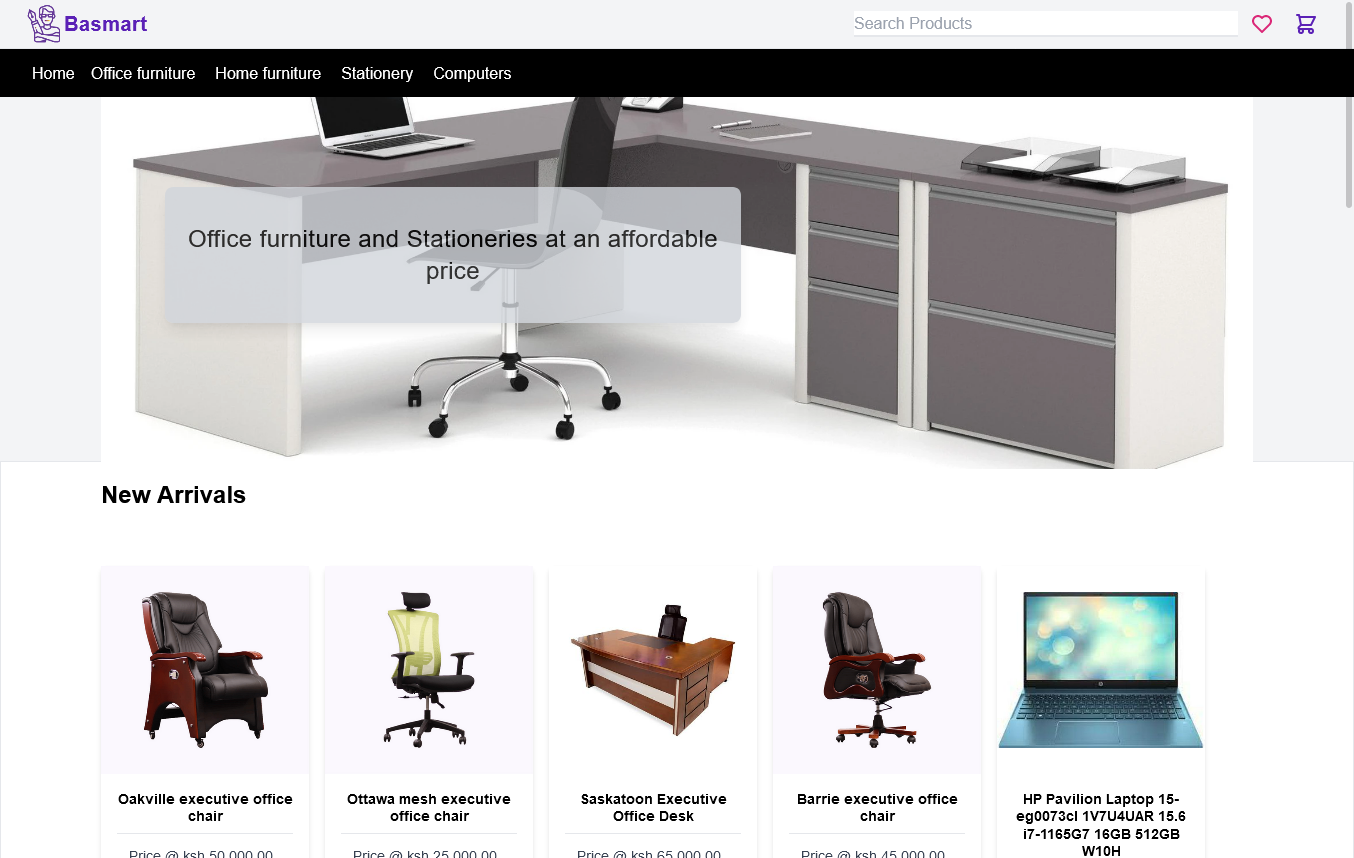 Basmart
Search Products
Home Office furniture Home furniture Stationery Computers
Office furniture and Stationeries at an affordable
price
New Arrivals
Oakville executive office
chair
Price @ ksh 50,000.00
Ottawa mesh executive
office chair
Price @ ksh 25,000.00
Saskatoon Executive
Office Desk
Price @ ksh 65,000.00
Barrie executive office
chair
Price @ ksh 45,000.00
HP Pavilion Laptop 15-
eg0073cl 1V7U4UAR 15.6
i7-1165G7 16GB 512GB
W10H